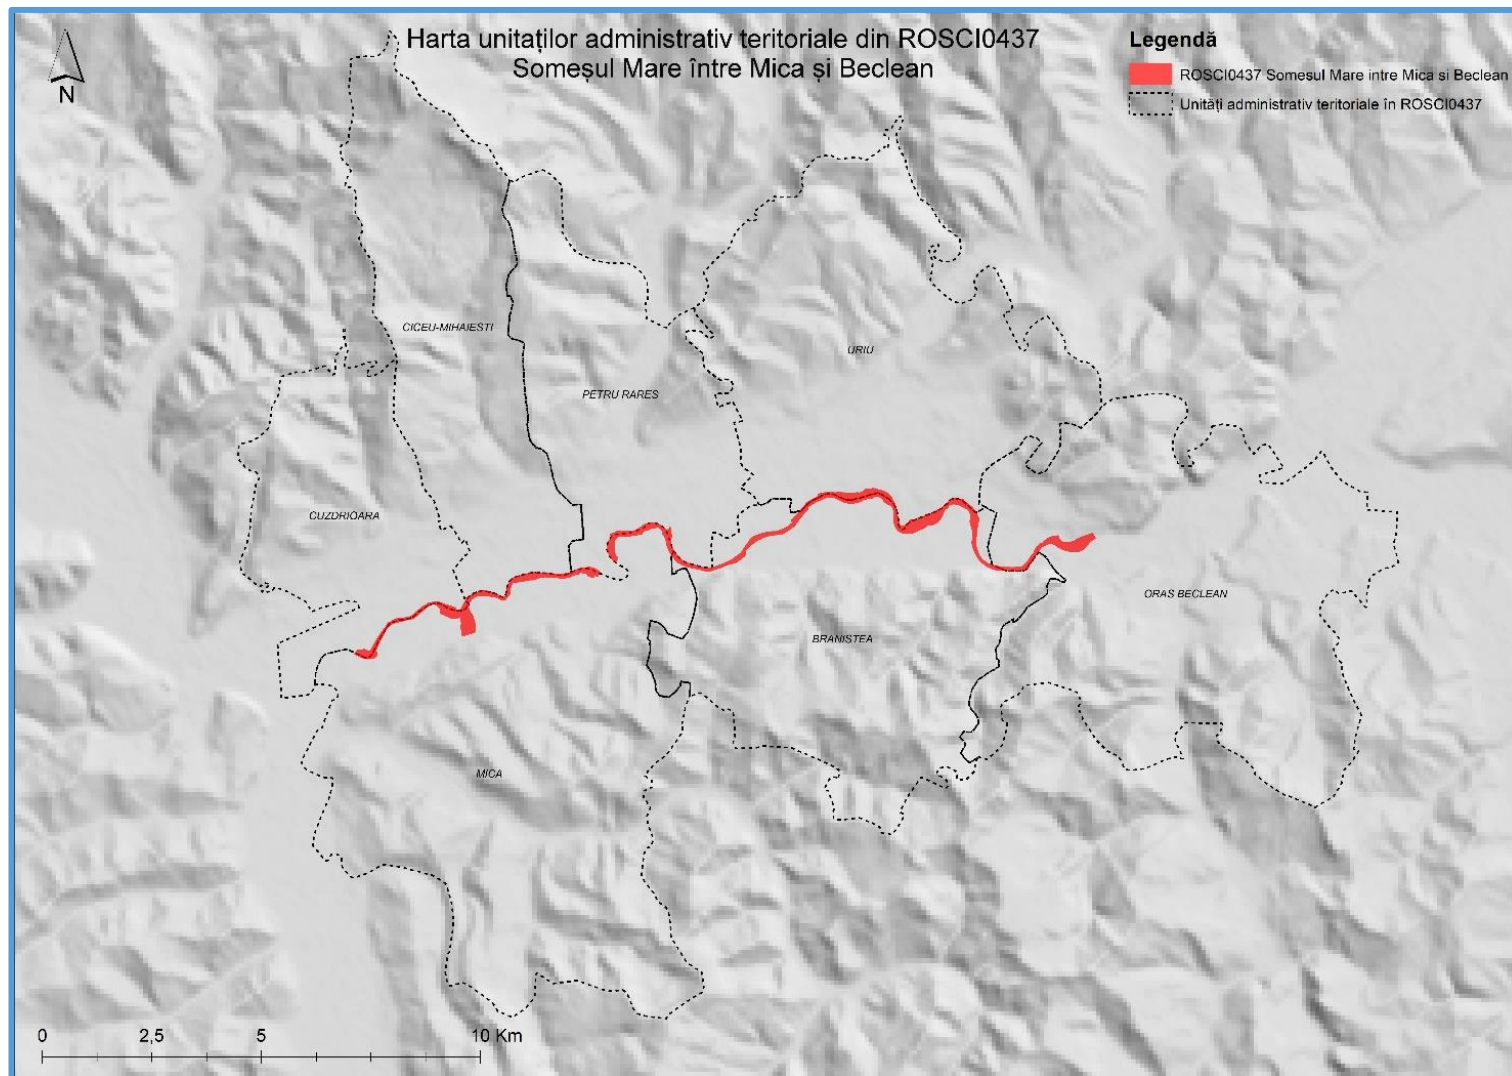 Harta unitaților administrativ teritoriale din ROSCI0437
Someșul Mare între Mica și Beclean
Legendă
ROSCI0437 Somesul Mare intre Mica si Beclean
Unități administrativ teritoriale în ROSCI0437
N
CICEU-MIHAIESTI
URIU
PETRU RARES
CUZDRIOARA
ORAS BECLEAN
BRANISTEA
MICA
0 2,5 5 10 Km